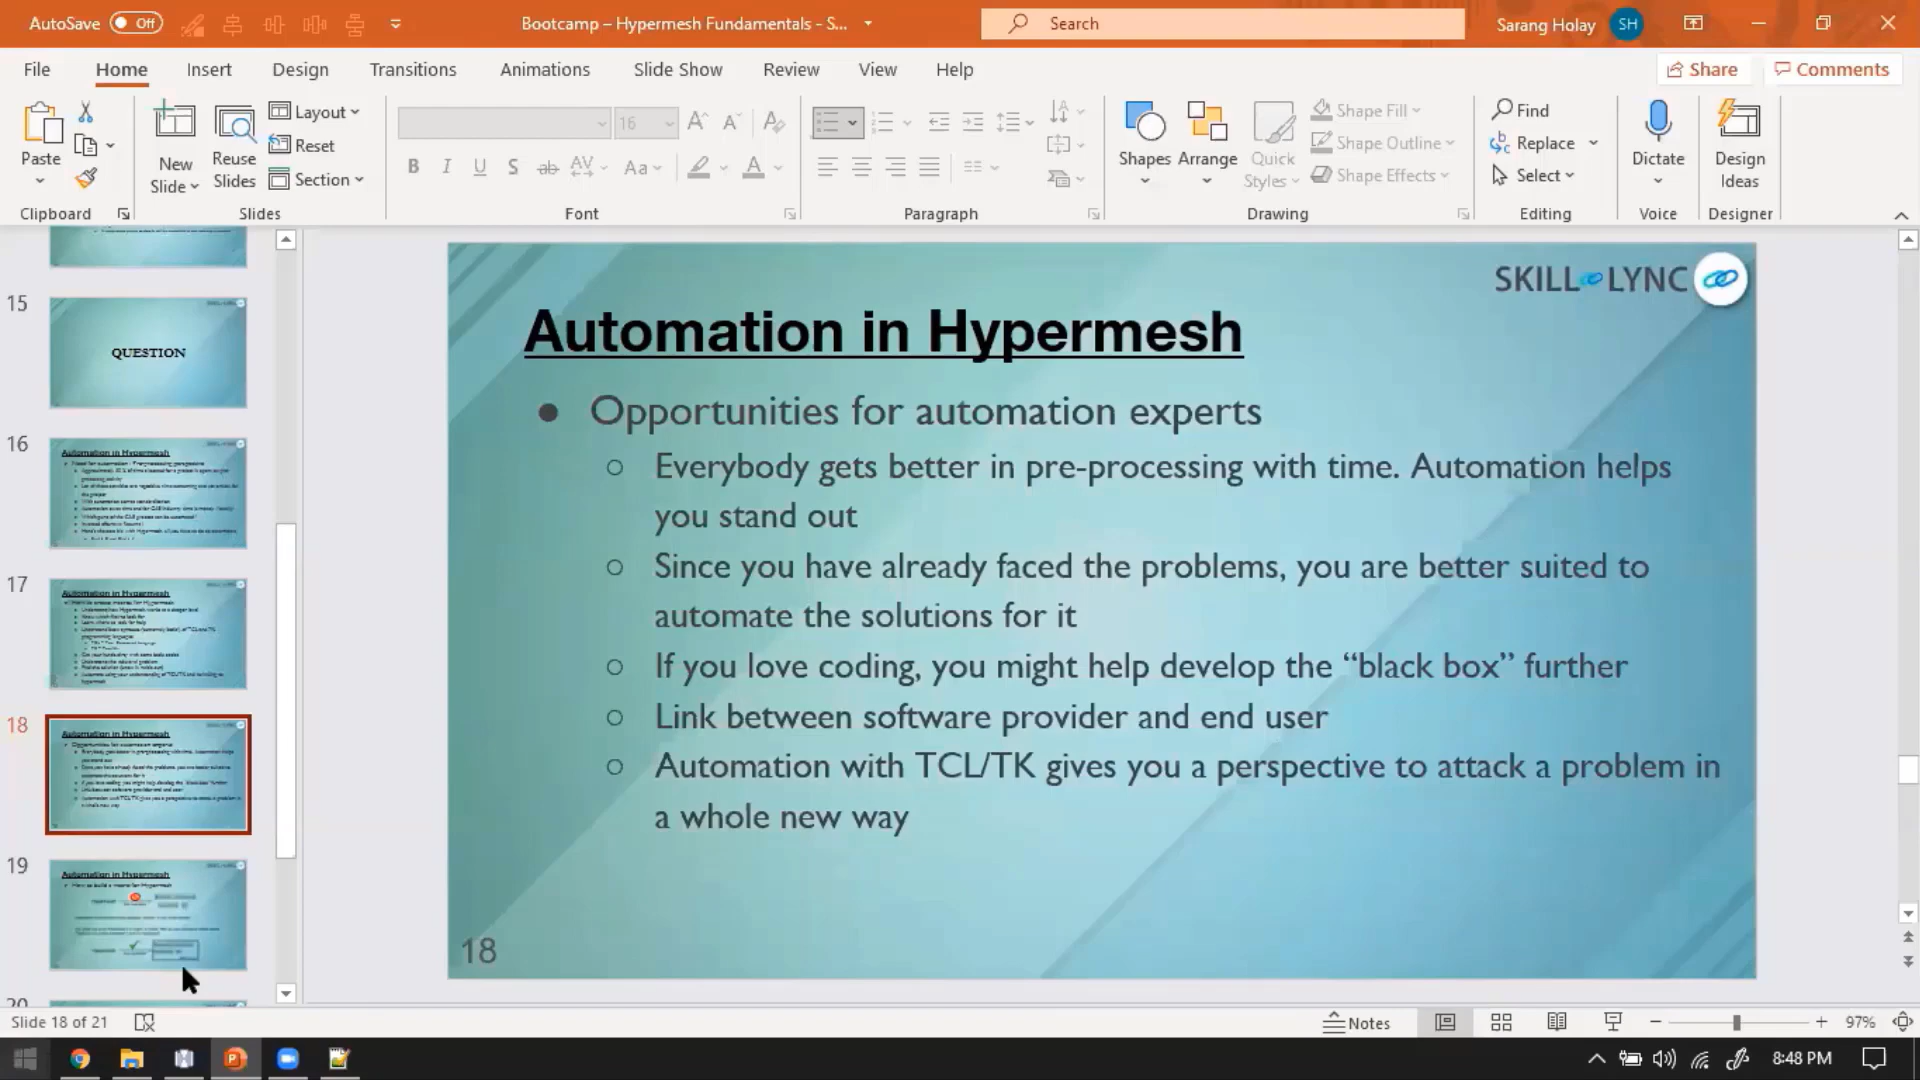 AutoSave Off
Bootcamp – Hypermesh Fundamentals - S...
Search
Sarang Holay SH
File Home Insert Design Transitions Animations Slide Show Review View Help Share Comments
Paste
Clipboard
New Slide
Reuse Slides
Layout
Reset
Section
Slides
16
B I U S ab AV Aa A
Font
Paragraph
Shapes
Arrange
Quick Styles
Shape Fill
Shape Outline
Shape Effects
Drawing
Find
Replace
Select
Editing
Dictate
Voice
Design Ideas
Designer
15
QUESTION
16
Automation in Hypermesh
17
Automation in Hypermesh
18
Automation in Hypermesh
19
Automation in Hypermesh
20
SKILL LYNC
Automation in Hypermesh
● Opportunities for automation experts
○ Everybody gets better in pre-processing with time. Automation helps
you stand out
○ Since you have already faced the problems, you are better suited to
automate the solutions for it
○ If you love coding, you might help develop the “black box” further
○ Link between software provider and end user
○ Automation with TCL/TK gives you a perspective to attack a problem in
a whole new way
18
Slide 18 of 21
Notes
97%
8:48 PM